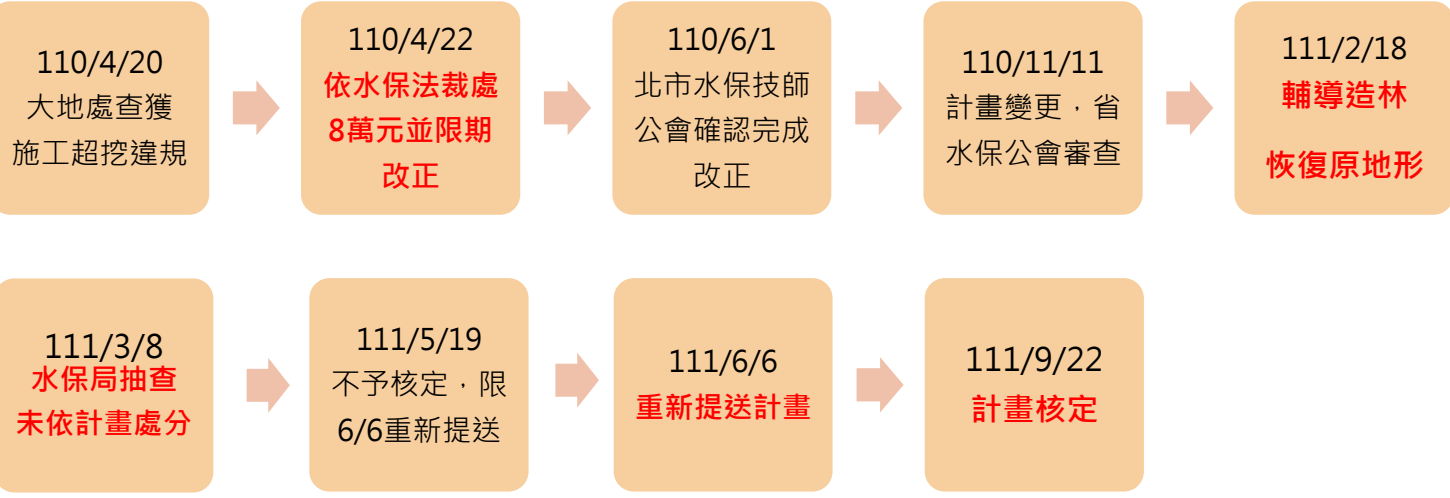 110/4/20
大地處查獲
施工超挖違規
110/4/22
依水保法裁處
8萬元並限期
改正
110/6/1
北市水保技師
公會確認完成
改正
110/11/11
計畫變更，省
水保公會審查
111/2/18
輔導造林
恢復原地形
111/3/8
水保局抽查
未依計畫處分
111/5/19
不予核定，限
6/6重新提送
111/6/6
重新提送計畫
111/9/22
計畫核定